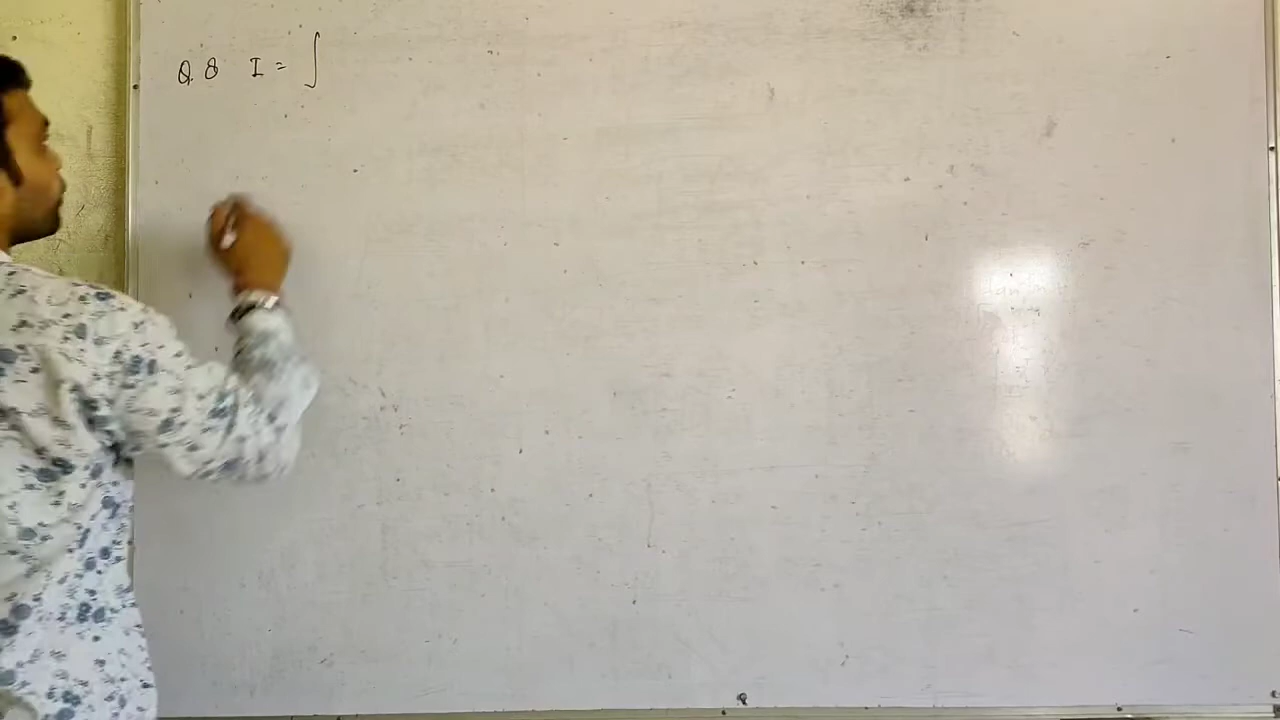 Q. 8 I = ∫